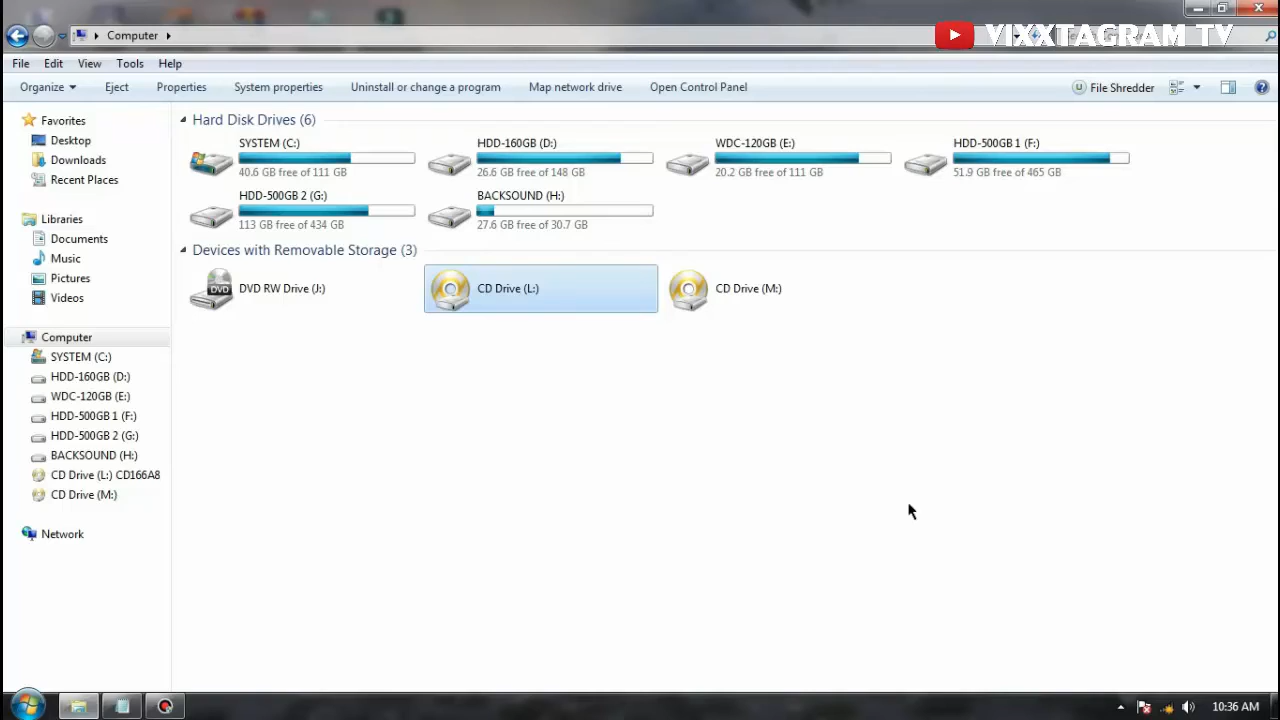 VIXXTAGRAM TV
Computer
File Edit View Tools Help
Organize Eject Properties System properties Uninstall or change a program Map network drive Open Control Panel File Shredder
Favorites
Desktop
Downloads
Recent Places
Libraries
Documents
Music
Pictures
Videos
Computer
SYSTEM (C:)
HDD-160GB (D:)
WDC-120GB (E:)
HDD-500GB 1 (F:)
HDD-500GB 2 (G:)
BACKSOUND (H:)
CD Drive (L:) CD166A8
CD Drive (M:)
Network
Hard Disk Drives (6)
SYSTEM (C:)
40.6 GB free of 111 GB
HDD-160GB (D:)
26.6 GB free of 148 GB
WDC-120GB (E:)
20.2 GB free of 111 GB
HDD-500GB 1 (F:)
51.9 GB free of 465 GB
HDD-500GB 2 (G:)
113 GB free of 434 GB
BACKSOUND (H:)
27.6 GB free of 30.7 GB
Devices with Removable Storage (3)
DVD RW Drive (J:)
CD Drive (L:)
CD Drive (M:)
10:36 AM